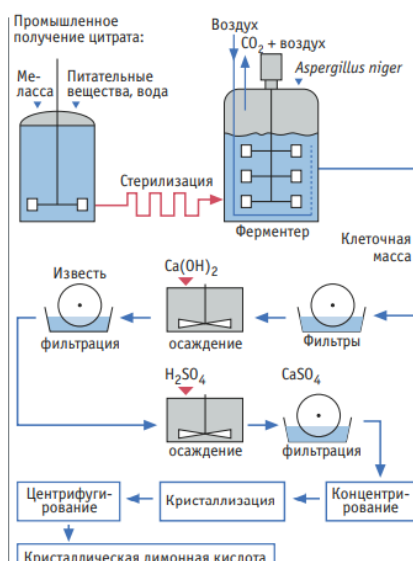 Промышленное
получение цитрата:
Воздух
CO2 + воздух
Ме-
ласса
Питательные
вещества, вода
Aspergillus niger
Стерилизация
Ферментер
Клеточная
масса
Известь
Ca(OH)2
фильтрация
осаждение
Фильтры
H2SO4
CaSO4
осаждение
фильтрация
Центрифуги-
рование
Кристаллизация
Концентри-
рование
Кристаллическая лимонная кислота